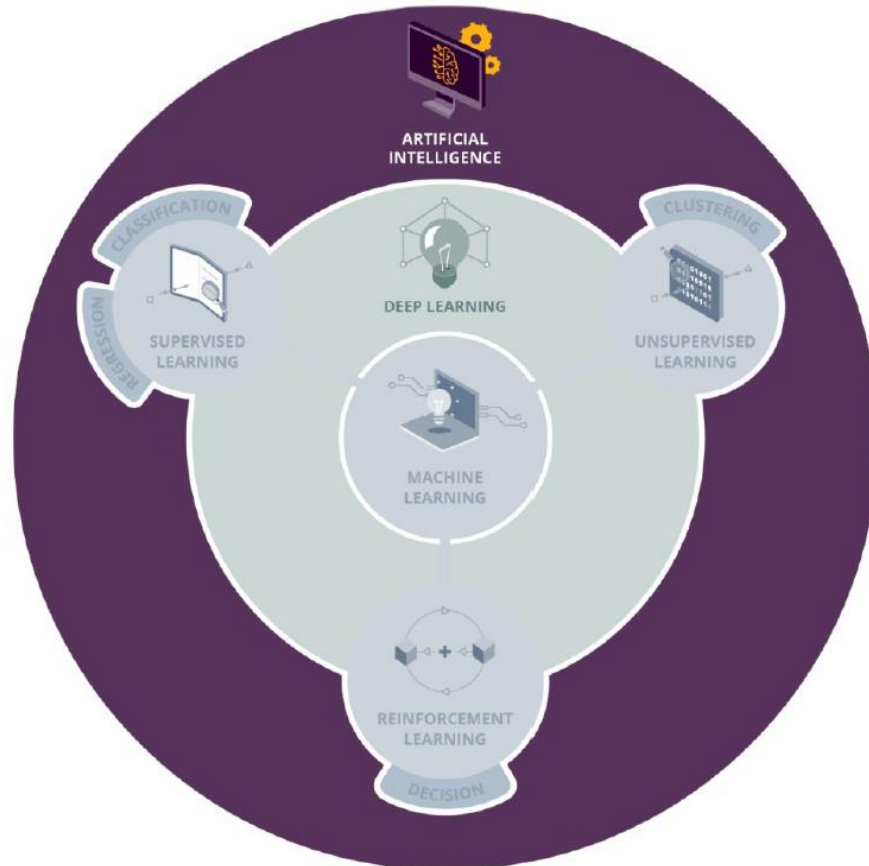 ARTIFICIAL
INTELLIGENCE
CLASSIFICATION
CLUSTERING
DEEP LEARNING
REGRESSION
SUPERVISED
LEARNING
UNSUPERVISED
LEARNING
MACHINE
LEARNING
REINFORCEMENT
LEARNING
DECISION